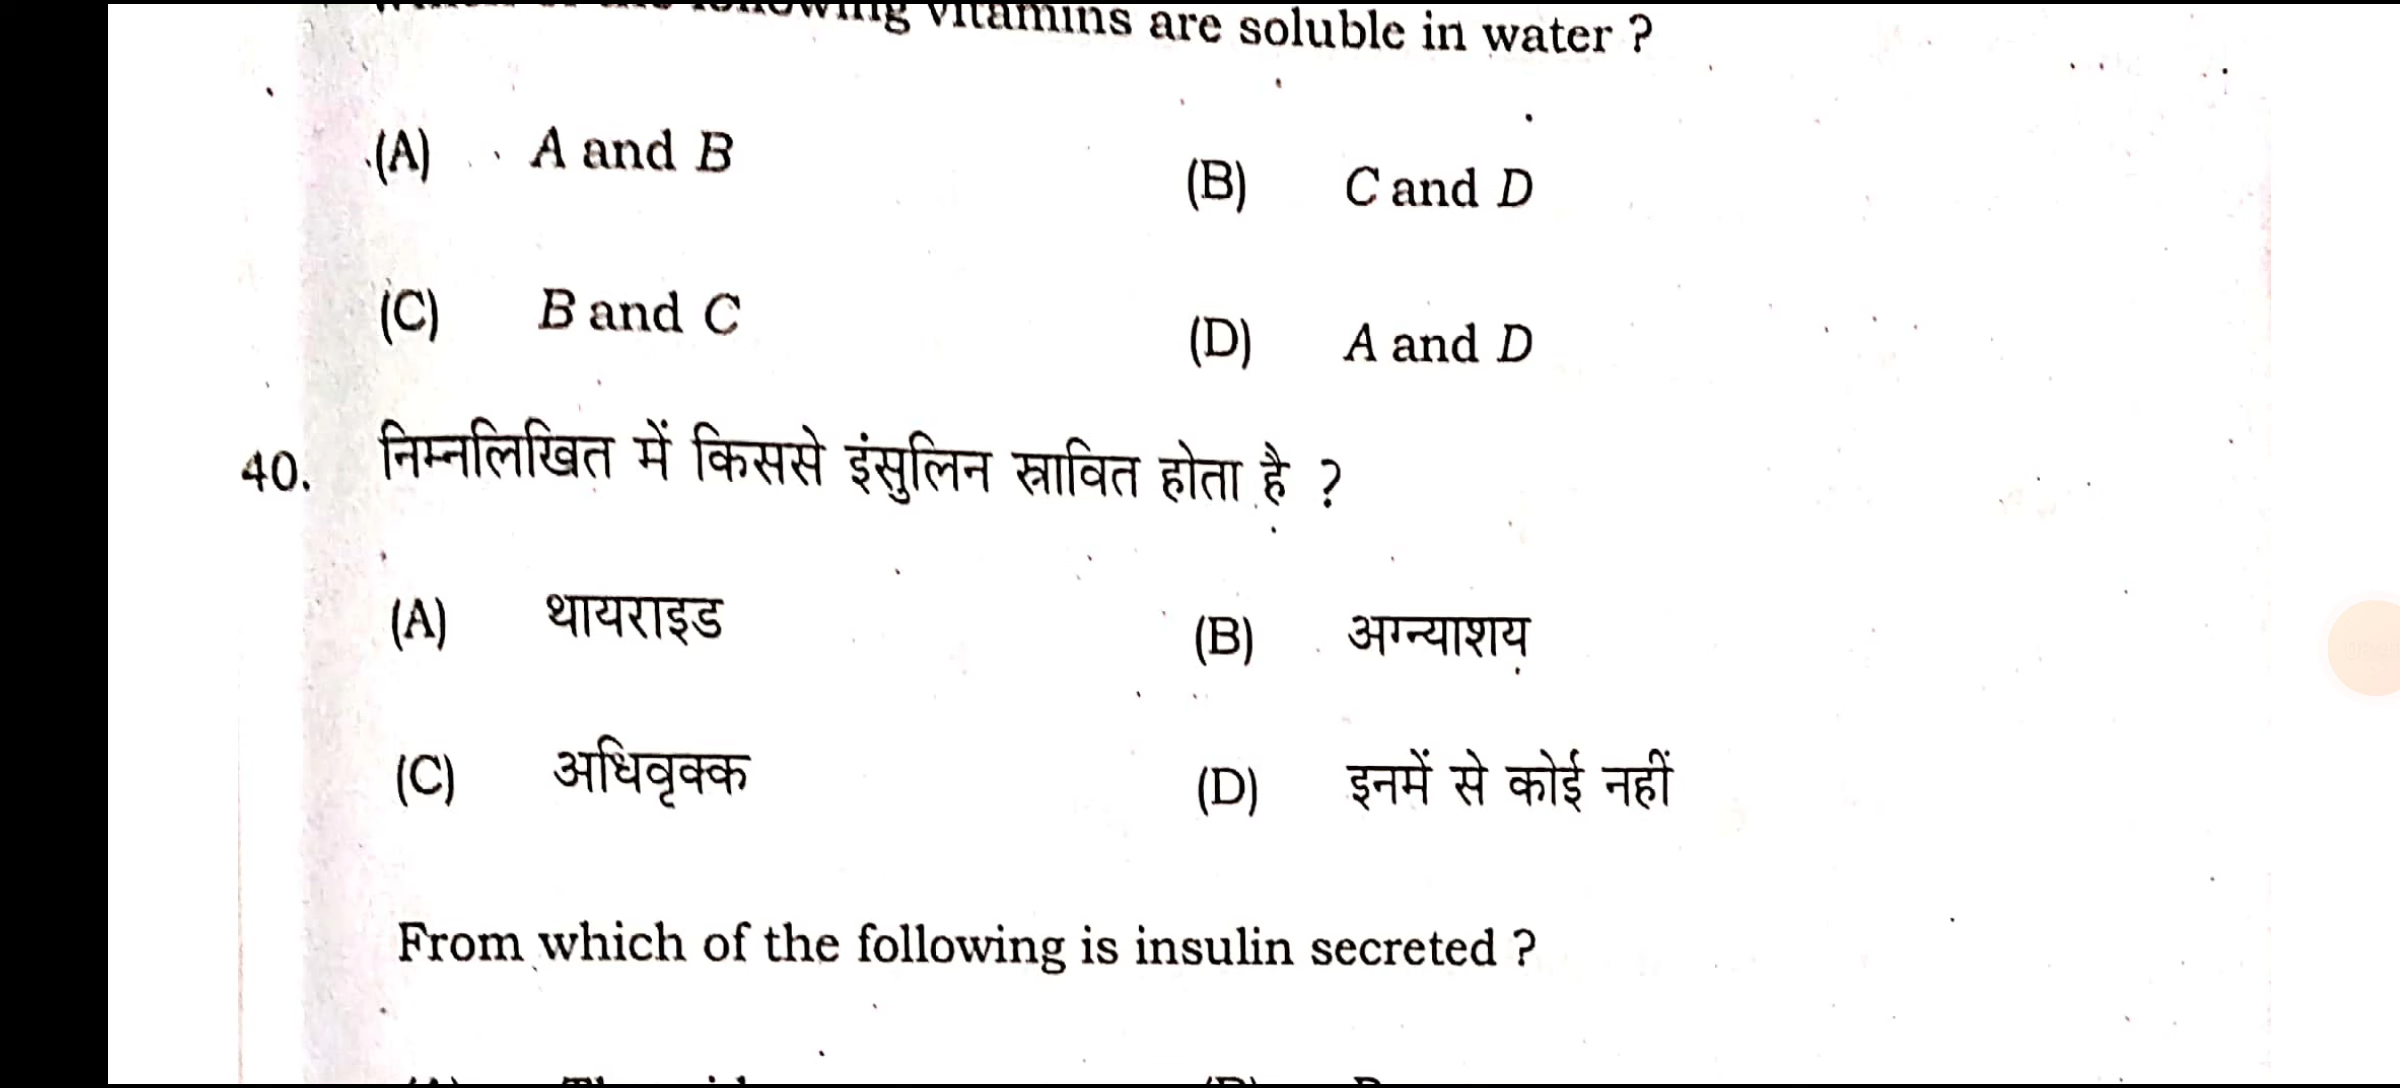 following vitamins are soluble in water ?
(A) A and B
(B) C and D
(C) B and C
(D) A and D
40. निम्नलिखित में किससे इंसुलिन स्रावित होता है ?
(A) थायराइड
(B) अग्न्याशय
(C) अधिवृक्क
(D) इनमें से कोई नहीं
From which of the following is insulin secreted ?